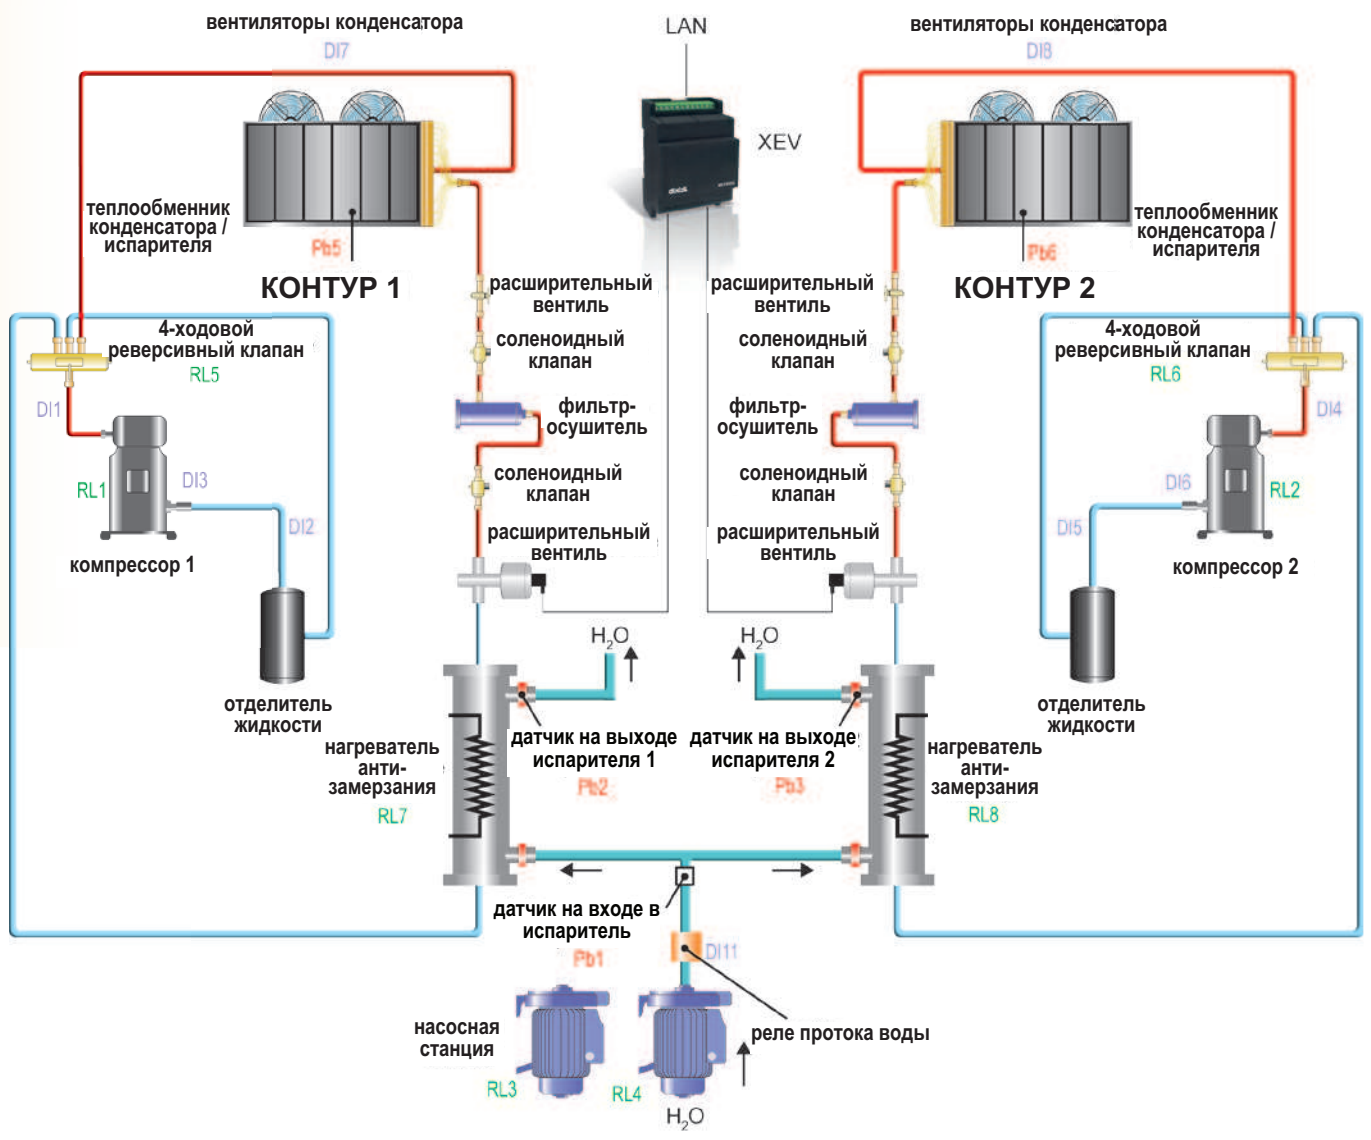 вентиляторы конденсатора
DI7
LAN
вентиляторы конденсатора
DI8
XEV
теплообменник
конденсатора /
испарителя
Pb5
КОНТУР 1
теплообменник
конденсатора /
испарителя
Pb6
КОНТУР 2
расширительный
вентиль
расширительный
вентиль
4-ходовой
реверсивный клапан
RL5
соленоидный
клапан
соленоидный
клапан
4-ходовой
реверсивный клапан
RL6
DI1
фильтр-
осушитель
фильтр-
осушитель
DI4
RL1
DI3
DI2
компрессор 1
соленоидный
клапан
соленоидный
клапан
DI6
RL2
DI5
компрессор 2
расширительный
вентиль
расширительный
вентиль
H2O
H2O
отделитель
жидкости
отделитель
жидкости
нагреватель
анти-
замерзания
RL7
датчик на выходе
испарителя 1
Pb2
датчик на выходе
испарителя 2
Pb3
нагреватель
анти-
замерзания
RL8
датчик на входе в
испаритель
Pb1
DI11
насосная
станция
RL3
RL4
реле протока воды
H2O